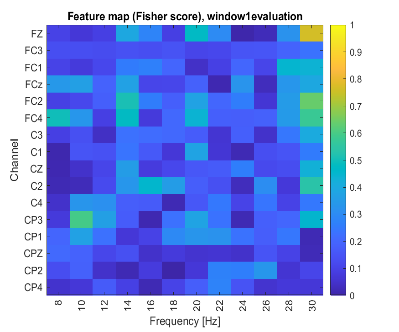 Feature map (Fisher score), window1evaluation
Channel
FZ
FC3
FC1
FCz
FC2
FC4
C3
C1
CZ
C2
C4
CP3
CP1
CPZ
CP2
CP4
8 10 12 14 16 18 20 22 24 26 28 30
Frequency [Hz]
1
0.9
0.8
0.7
0.6
0.5
0.4
0.3
0.2
0.1
0